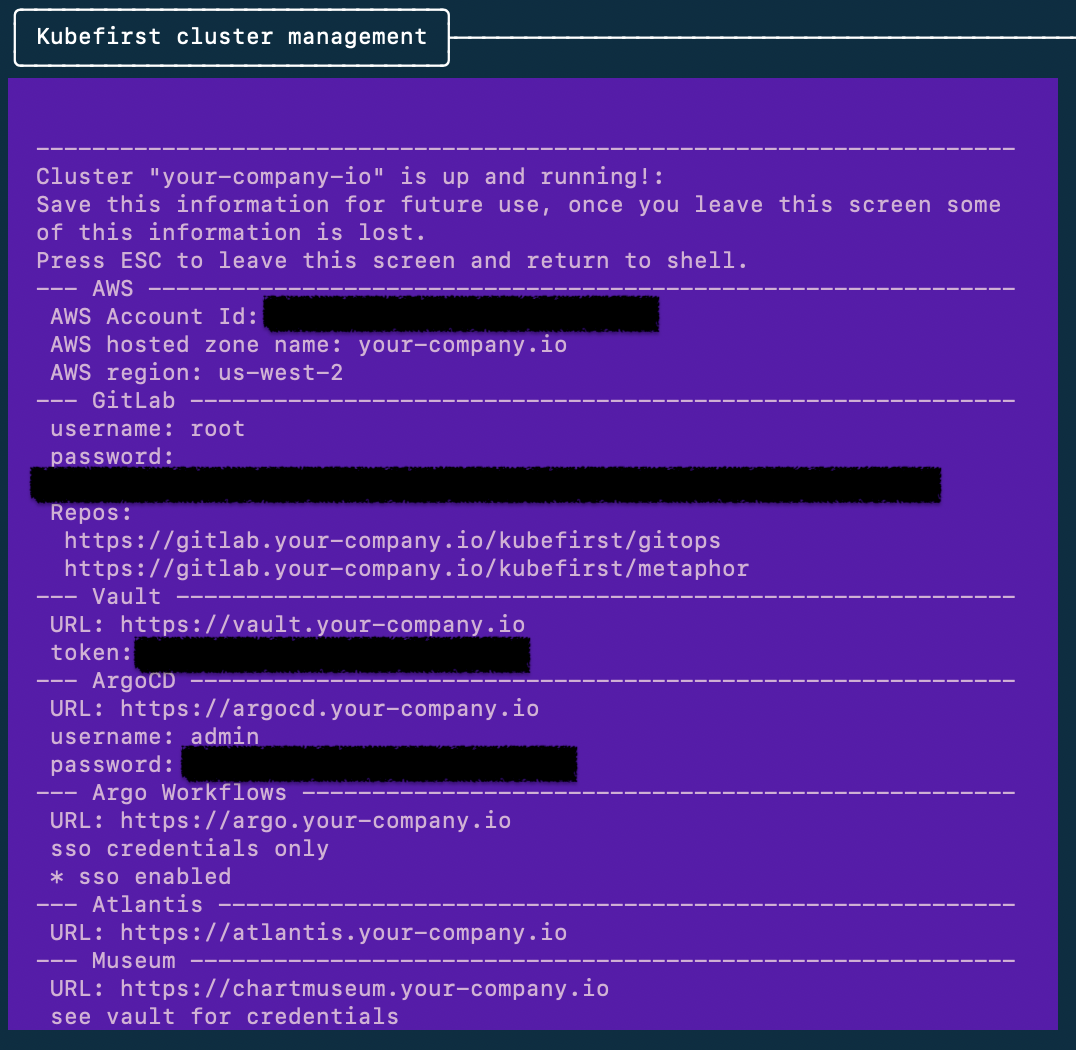 Kubefirst cluster management
Cluster "your-company-io" is up and running!:
Save this information for future use, once you leave this screen some
of this information is lost.
Press ESC to leave this screen and return to shell.
--- AWS
AWS Account Id:
AWS hosted zone name: your-company.io
AWS region: us-west-2
--- GitLab
username: root
password:
Repos:
https://gitlab.your-company.io/kubefirst/gitops
https://gitlab.your-company.io/kubefirst/metaphor
--- Vault
URL: https://vault.your-company.io
token:
--- ArgoCD
URL: https://argocd.your-company.io
username: admin
password:
--- Argo Workflows
URL: https://argo.your-company.io
sso credentials only
* sso enabled
--- Atlantis
URL: https://atlantis.your-company.io
--- Museum
URL: https://chartmuseum.your-company.io
see vault for credentials